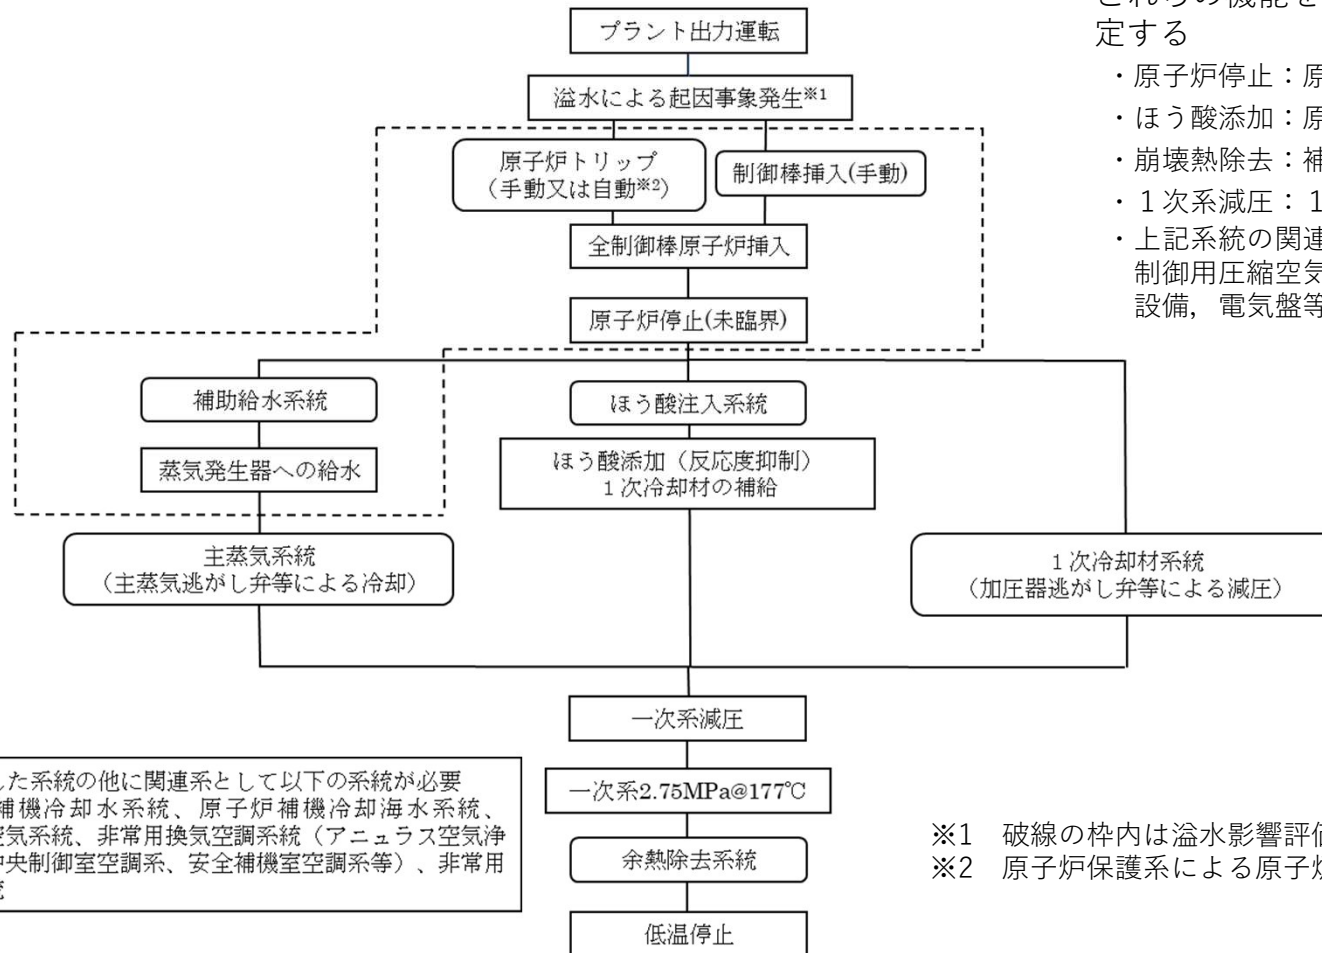 プラント出力運転
溢水による起因事象発生※1
原子炉トリップ
（手動又は自動※2）
制御棒挿入(手動)
全制御棒原子炉挿入
原子炉停止(未臨界)
補助給水系統
蒸気発生器への給水
ほう酸注入系統
ほう酸添加（反応度抑制）
１次冷却材の補給
主蒸気系統
（主蒸気逃がし弁等による冷却）
１次冷却材系統
（加圧器逃がし弁等による減圧）
一次系減圧
一次系2.75MPa@177℃
余熱除去系統
低温停止
した系統の他に関連系として以下の系統が必要
補機冷却水系統、原子炉補機冷却海水系統、
空気系統、非常用換気空調系統（アニュラス空気浄
中央制御室空調系、安全補機室空調系等）、非常用
定する
・原子炉停止：原
・ほう酸添加：原
・崩壊熱除去：補
・１次系減圧：１
・上記系統の関連
制御用圧縮空気
設備，電気盤等
※1　破線の枠内は溢水影響評価
※2　原子炉保護系による原子炉